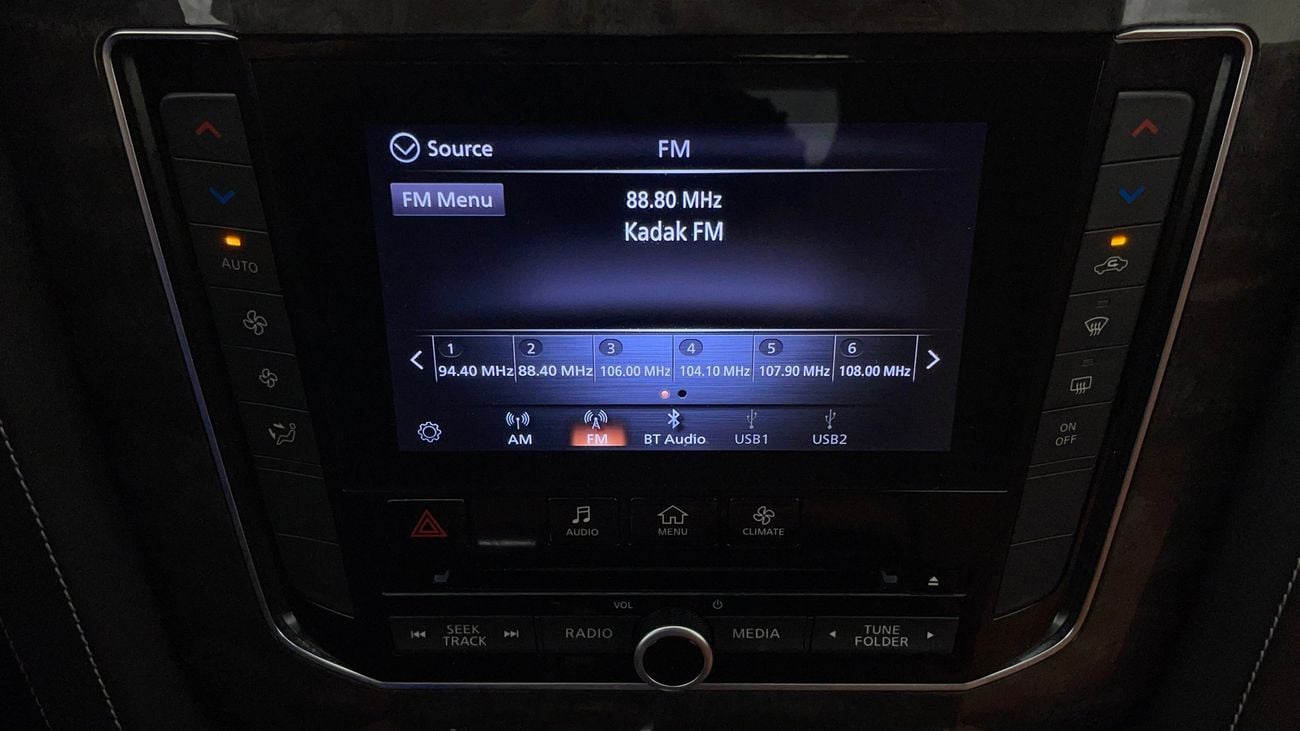 Source
FM
FM Menu
88.80 MHz
Kadak FM
AUTO
1 2 3 4 5 6
94.40 MHz 88.40 MHz 106.00 MHz 104.10 MHz 107.90 MHz 108.00 MHz
AM FM BT Audio USB1 USB2
ON
OFF
AUDIO
MENU
CLIMATE
VOL
SEEK
TRACK
RADIO
MEDIA
TUNE
FOLDER